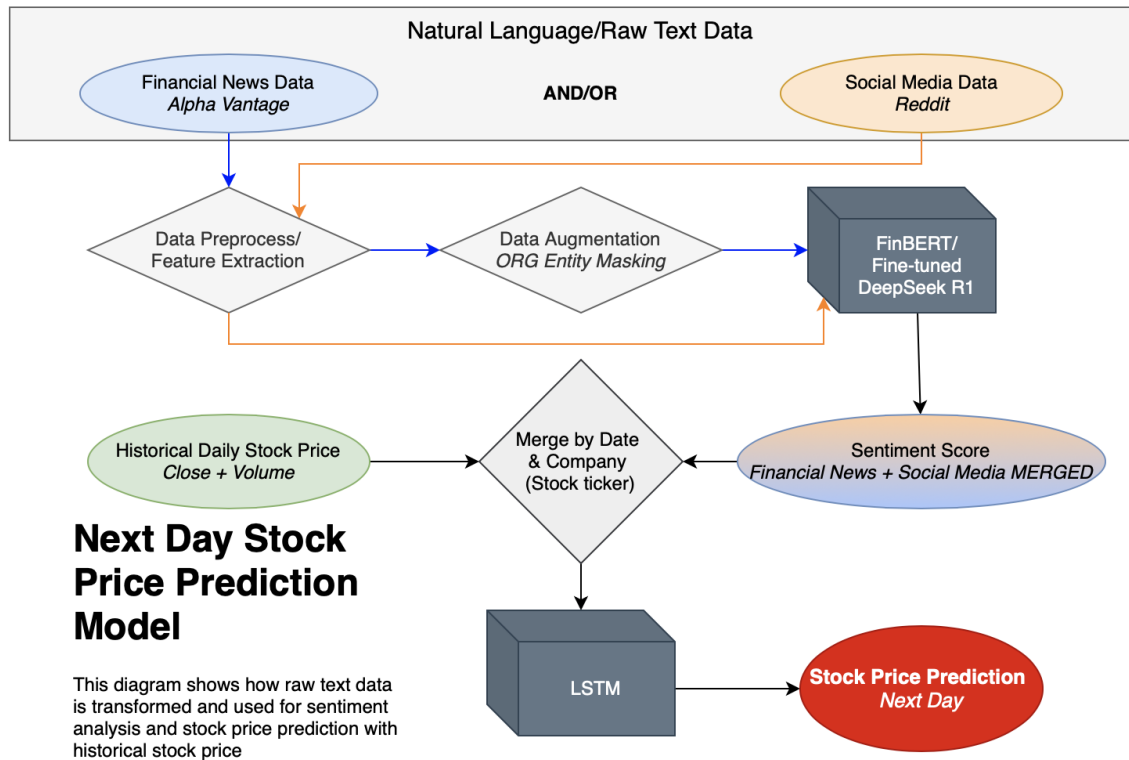 Natural Language/Raw Text Data
Financial News Data
Alpha Vantage
AND/OR
Social Media Data
Reddit
Data Preprocess/
Feature Extraction
Data Augmentation
ORG Entity Masking
FinBERT/
Fine-tuned
DeepSeek R1
Historical Daily Stock Price
Close + Volume
Merge by Date
& Company
(Stock ticker)
Sentiment Score
Financial News + Social Media MERGED
Next Day Stock
Price Prediction
Model
This diagram shows how raw text data
is transformed and used for sentiment
analysis and stock price prediction with
historical stock price
LSTM
Stock Price Prediction
Next Day